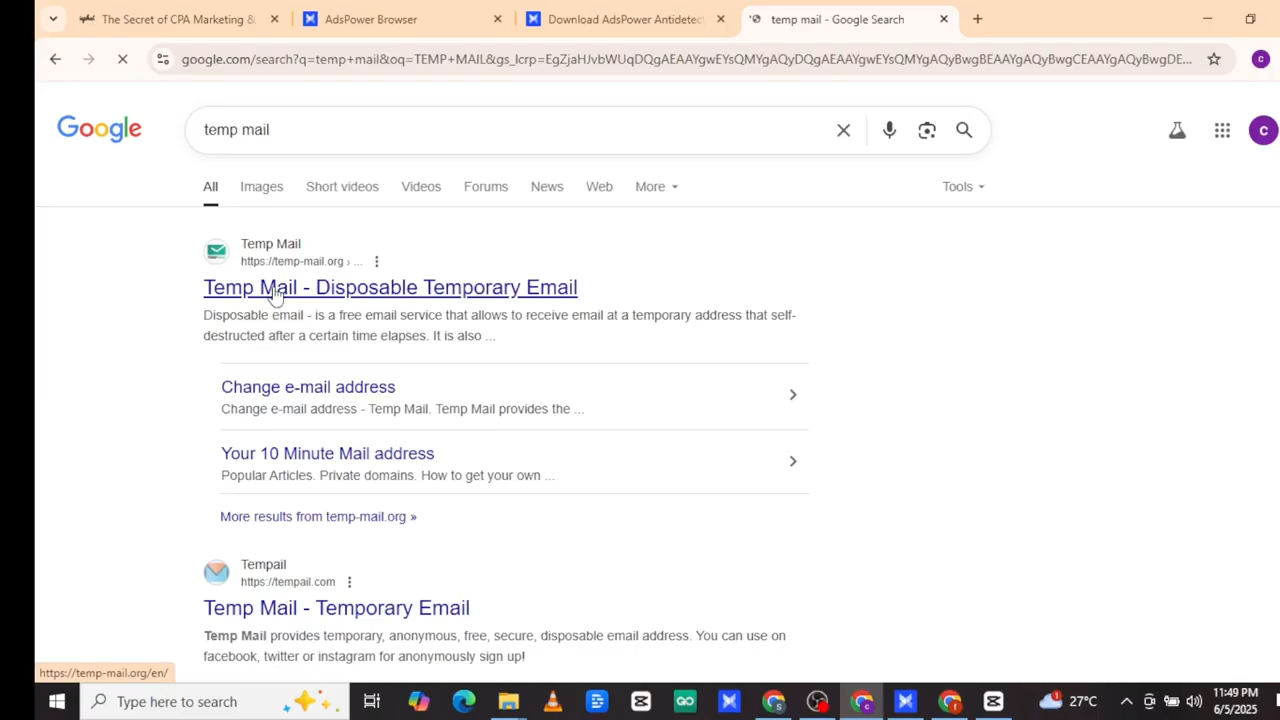 The Secret of CPA Marketing &
AdsPower Browser
Download AdsPower Antidetect
temp mail - Google Search
google.com/search?q=temp+mail&oq=TEMP+MAIL&gs_lcrp=EgZjaHJvbWUqDQgAEAAYgwEYsQMYgAQyDQgAEAAYgwEYsQMYgAQyBwgBEAAYgAQyBwgCEAAYgAQyBwgDE...
c
Google
temp mail
c
All
Images
Short videos
Videos
Forums
News
Web
More
Tools
Temp Mail
https://temp-mail.org › ...
Temp Mail - Disposable Temporary Email
Disposable email - is a free email service that allows to receive email at a temporary address that self-
destructed after a certain time elapses. It is also ...
Change e-mail address
Change e-mail address - Temp Mail. Temp Mail provides the ...
Your 10 Minute Mail address
Popular Articles. Private domains. How to get your own ...
More results from temp-mail.org »
Tempail
https://tempail.com
Temp Mail - Temporary Email
Temp Mail provides temporary, anonymous, free, secure, disposable email address. You can use on
facebook, twitter or instagram for anonymously sign up!
https://temp-mail.org/en/
Type here to search
27°C
11:49 PM
6/5/2025